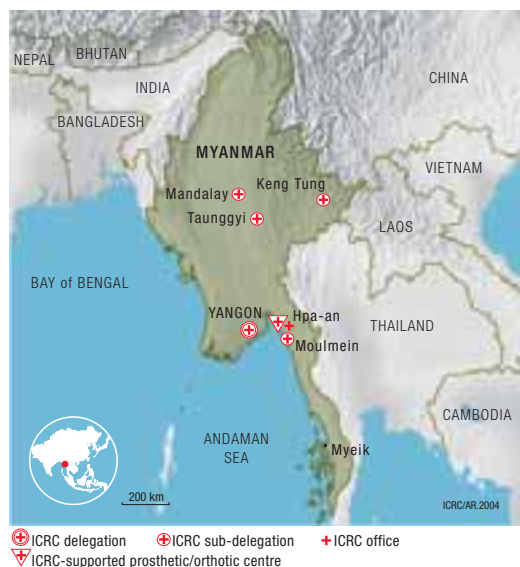 NEPAL
BHUTAN
CHINA
INDIA
BANGLADESH
MYANMAR
VIETNAM
Keng Tung
Mandalay
Taunggyi
LAOS
BAY of BENGAL
YANGON
Hpa-an
THAILAND
Moulmein
CAMBODIA
ANDAMAN
SEA
Myeik
200 km
ICRC/AR.2004
ICRC delegation
ICRC sub-delegation
ICRC office
ICRC-supported prosthetic/orthotic centre